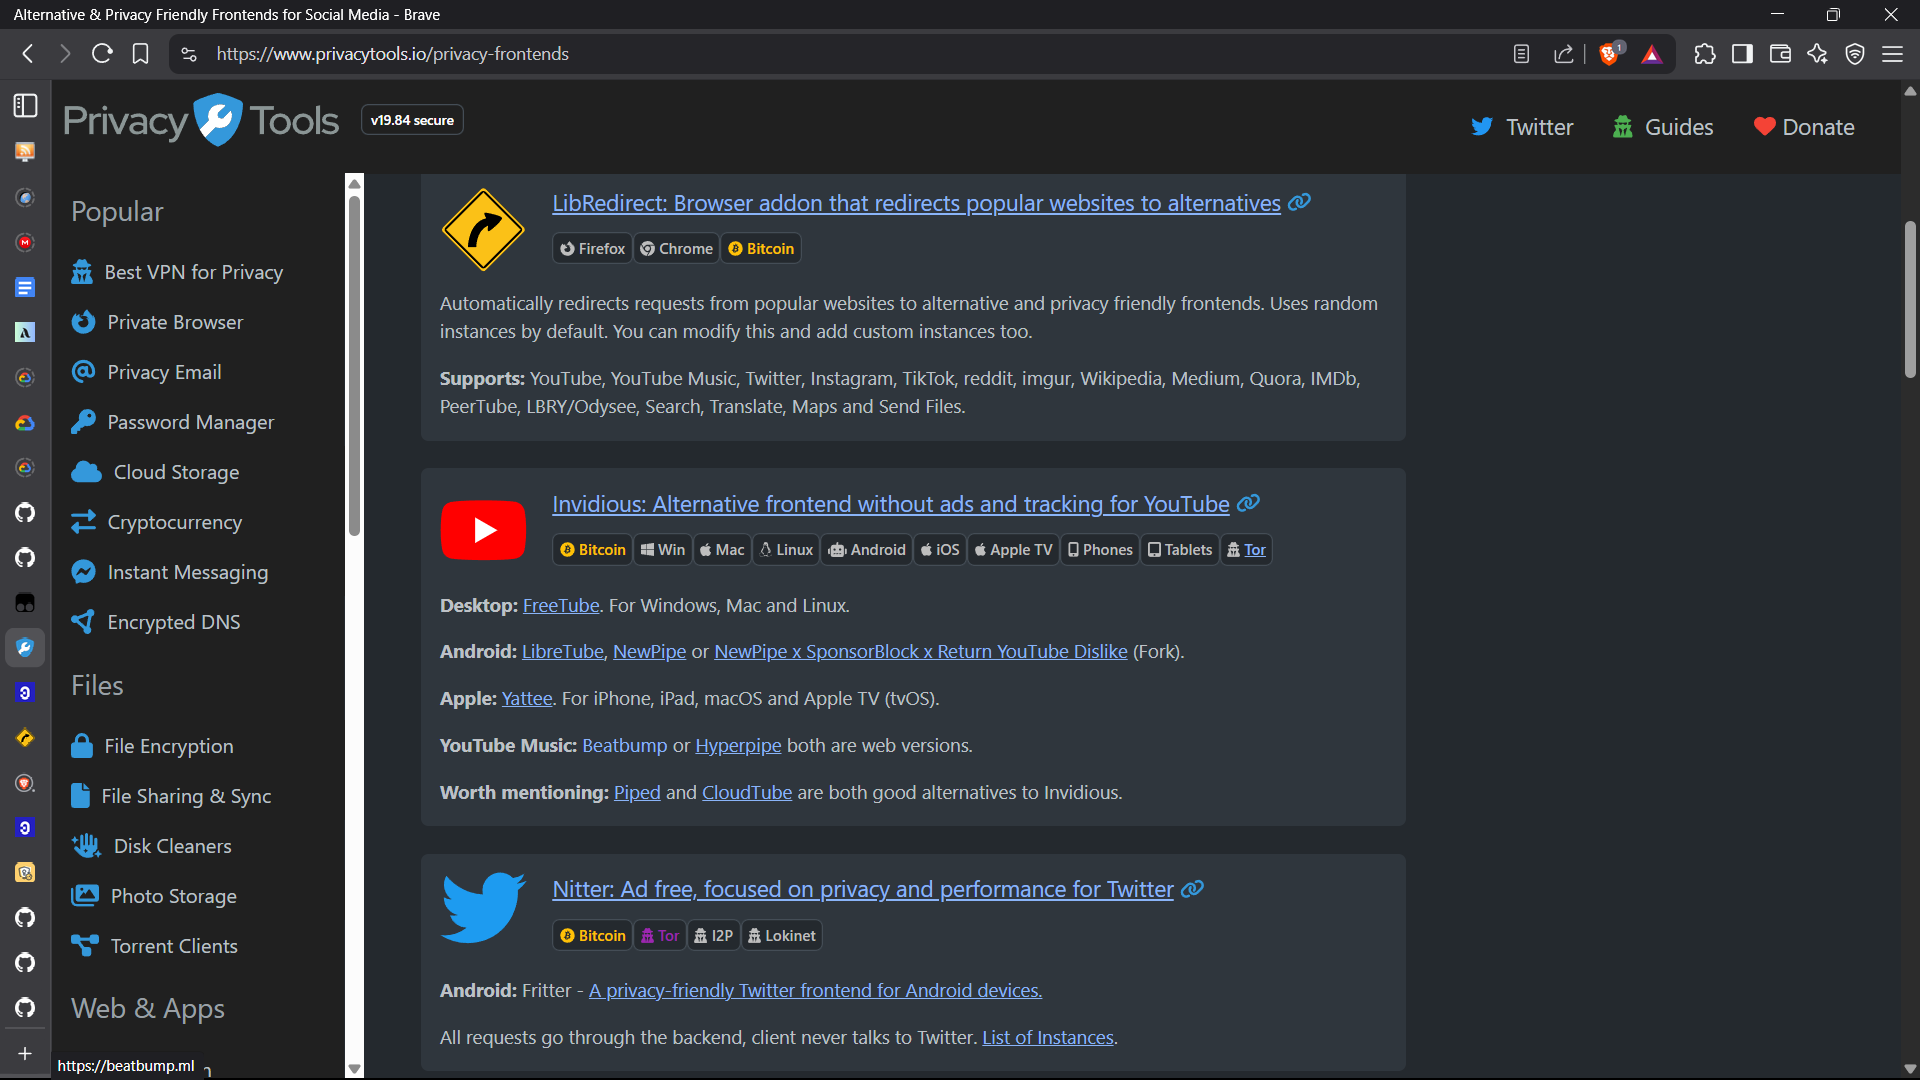 Alternative & Privacy Friendly Frontends for Social Media - Brave
https://www.privacytools.io/privacy-frontends
1
Privacy Tools
v19.84 secure
Twitter
Guides
Donate
Popular
Best VPN for Privacy
Private Browser
Privacy Email
Password Manager
Cloud Storage
Cryptocurrency
Instant Messaging
Encrypted DNS
Files
File Encryption
File Sharing & Sync
Disk Cleaners
Photo Storage
Torrent Clients
Web & Apps
https://beatbump.ml
LibRedirect: Browser addon that redirects popular websites to alternatives
Firefox
Chrome
Bitcoin
Automatically redirects requests from popular websites to alternative and privacy friendly frontends. Uses random
instances by default. You can modify this and add custom instances too.
Supports: YouTube, YouTube Music, Twitter, Instagram, TikTok, reddit, imgur, Wikipedia, Medium, Quora, IMDb,
PeerTube, LBRY/Odysee, Search, Translate, Maps and Send Files.
Invidious: Alternative frontend without ads and tracking for YouTube
Bitcoin
Win
Mac
Linux
Android
iOS
Apple TV
Phones
Tablets
Tor
Desktop: FreeTube. For Windows, Mac and Linux.
Android: LibreTube, NewPipe or NewPipe x SponsorBlock x Return YouTube Dislike (Fork).
Apple: Yattee. For iPhone, iPad, macOS and Apple TV (tvOS).
YouTube Music: Beatbump or Hyperpipe both are web versions.
Worth mentioning: Piped and CloudTube are both good alternatives to Invidious.
Nitter: Ad free, focused on privacy and performance for Twitter
Bitcoin
Tor
I2P
Lokinet
Android: Fritter - A privacy-friendly Twitter frontend for Android devices.
All requests go through the backend, client never talks to Twitter. List of Instances.